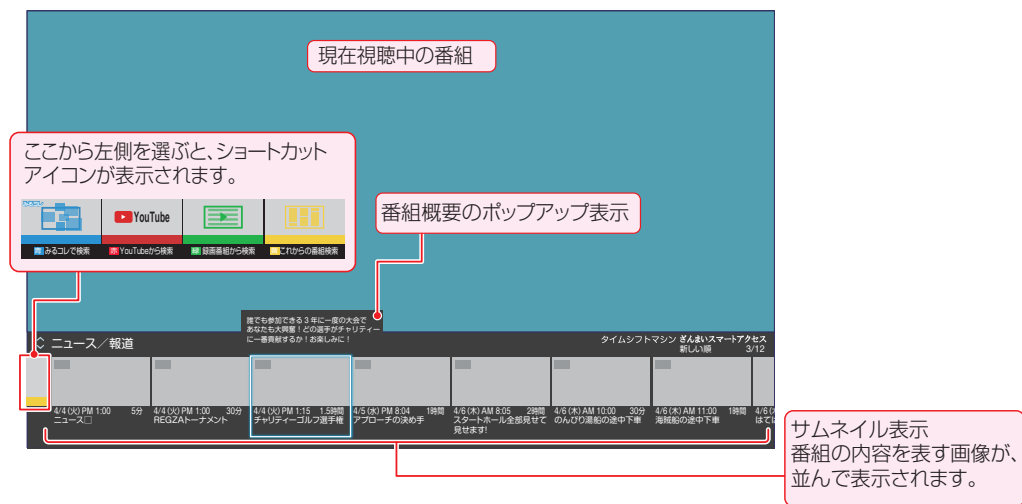 現在視聴中の番組
ここから左側を選ぶと、ショートカット
アイコンが表示されます。
みるコレ
YouTube
青 みるコレで検索
赤 YouTubeから検索
緑 録画番組から検索
黄 これからの番組検索
番組概要のポップアップ表示
誰でも参加できる3年に一度の大会で
あなたも大興奮!どの選手がチャリティー
に一番貢献するか!お楽しみに!
ニュース/報道
タイムシフトマシン ざんまいスマートアクセス
新しい順 3/12
4/4(火)PM 1:00 5分
ニュース
4/4(火)PM 1:00 30分
REGZAトーナメント
4/4(火)PM 1:15 1.5時間
チャリティーゴルフ選手権
4/5(水)PM 8:04 1時間
アプローチの決め手
4/6(木)AM 8:05 2時間
スタートホール全部見せて
見せます!
4/6(木)AM 10:00 30分
のんびり湯船の途中下車
4/6(木)AM 11:00 1時間
海賊船の途中下車
4/6
はて
サムネイル表示
番組の内容を表す画像が、
並んで表示されます。